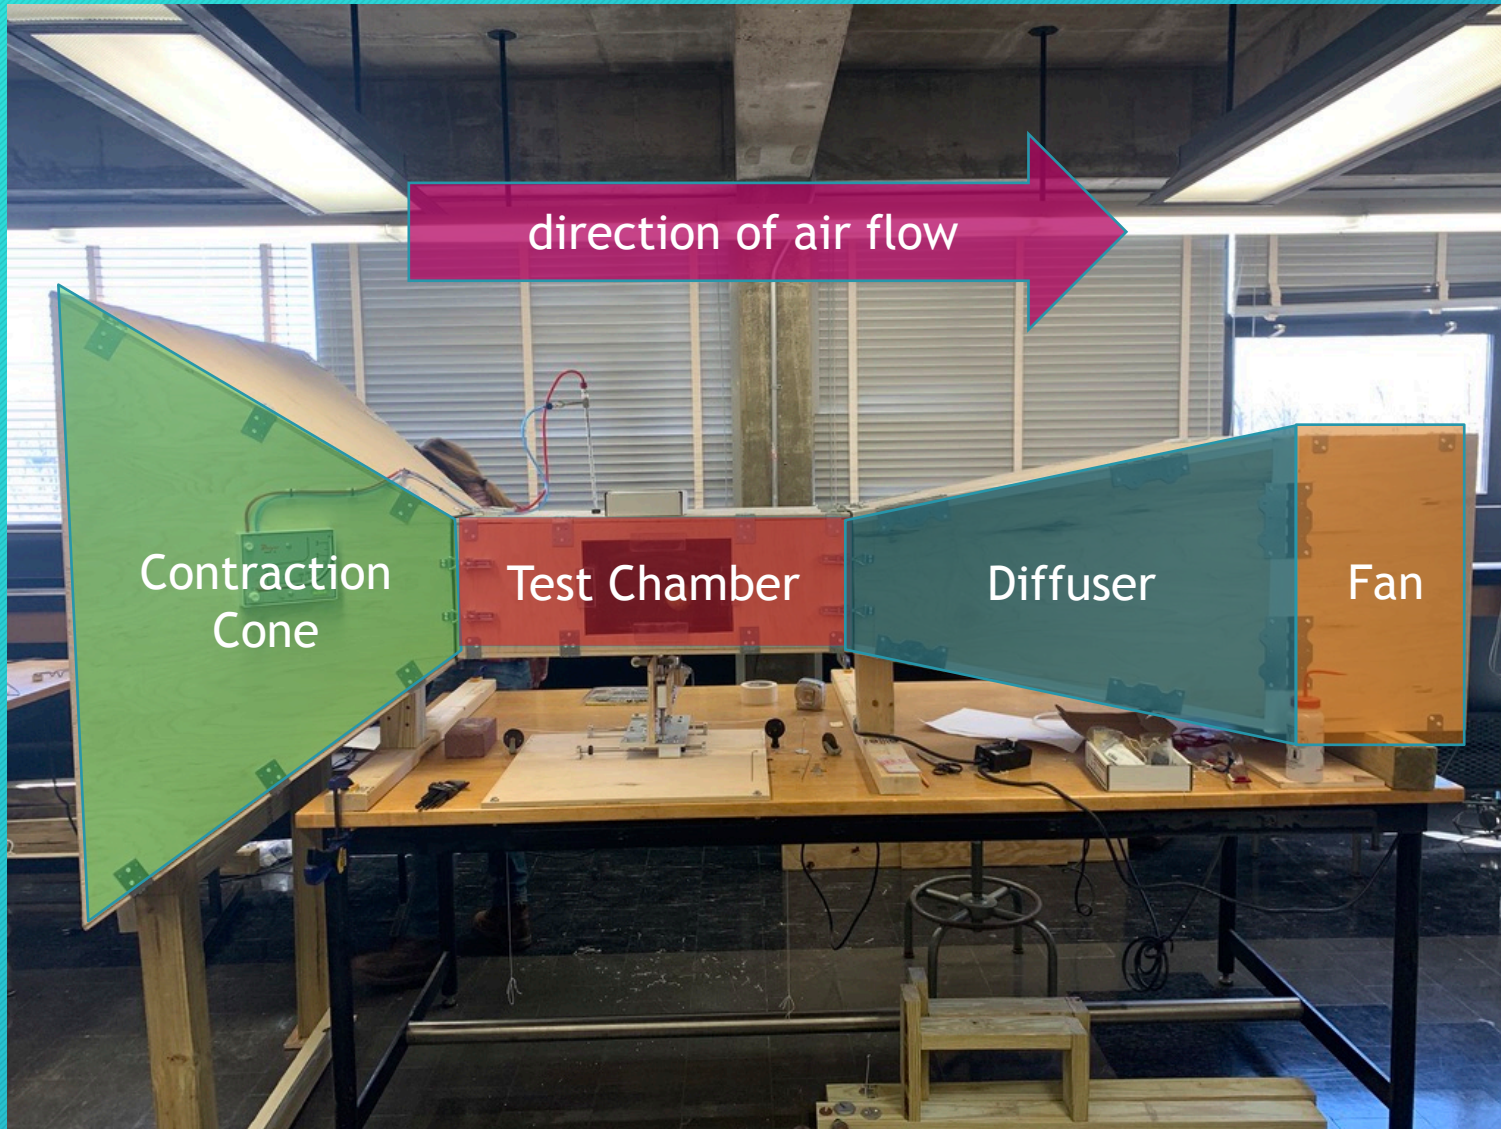 direction of air flow
Contraction
Cone
Test Chamber
Diffuser
Fan